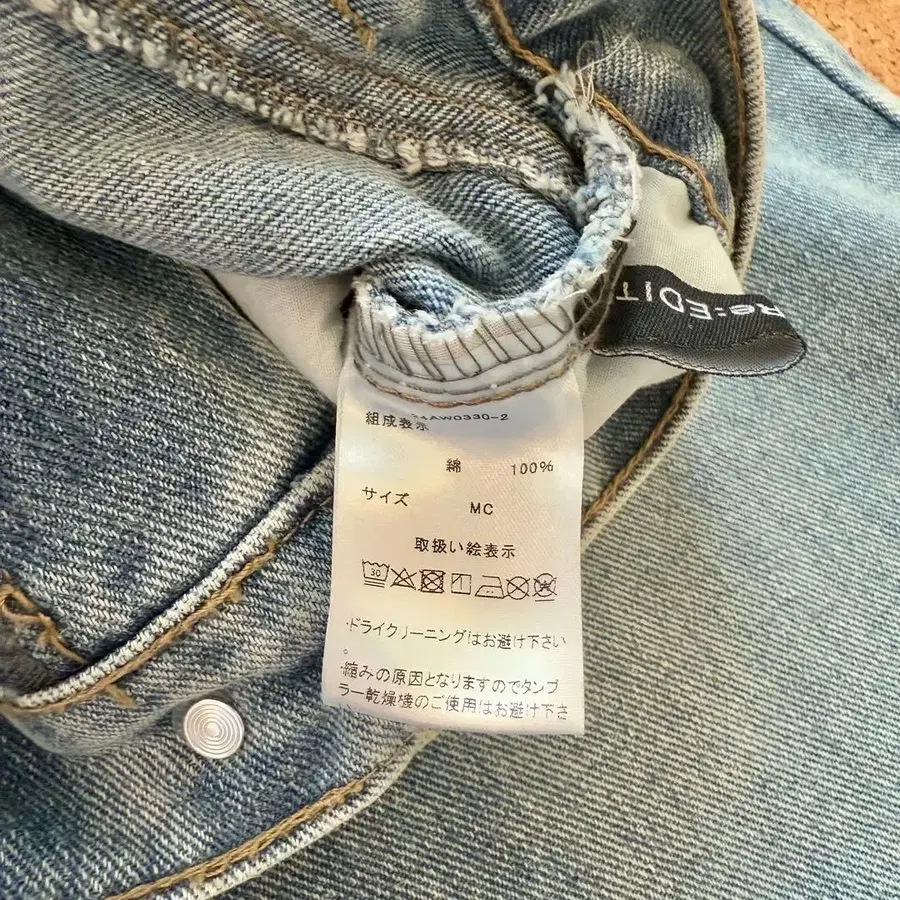 Re:EDIT
4AW0330-2
組成表示
綿 100%
サイズ MC
取扱い絵表示
30
・ドライクリーニングはお避け下さい
。
・縮みの原因となりますのでタンブ
ラー乾燥機のご使用はお避け下さ